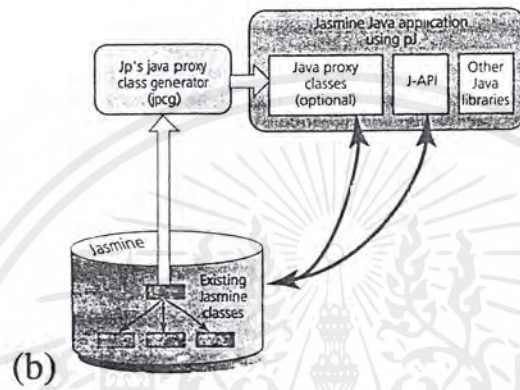 Jasmine Java application
using pJ
Jp's java proxy
class generator
(jpcg)
Java proxy
classes
(optional)
J-API
Other
Java
libraries
Jasmine
Existing
Jasmine
classes
(b)